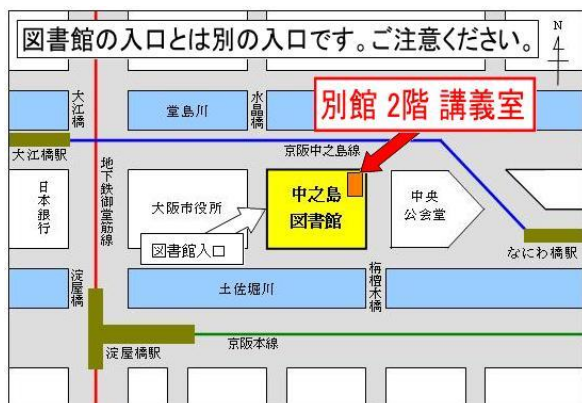 図書館の入口とは別の入口です。ご注意ください。
N
大江橋
堂島川
水晶橋
別館 2階 講義室
大江橋駅
京阪中之島線
地下鉄御堂筋線
日本銀行
大阪市役所
中之島
図書館
中央
公会堂
図書館入口
なにわ橋駅
淀屋橋
土佐堀川
栴檀木橋
淀屋橋駅
京阪本線